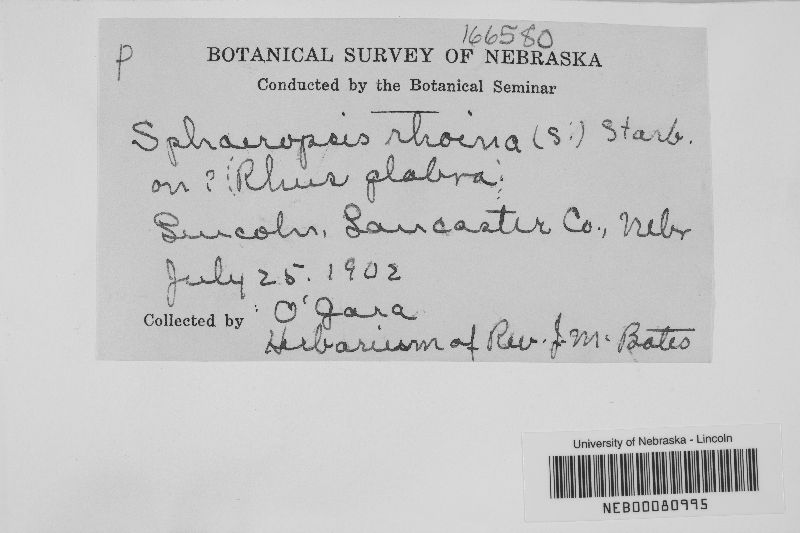 166580
P
BOTANICAL SURVEY OF NEBRASKA
Conducted by the Botanical Seminar
Sphaeropsis rhoina (S.) Starb.
on ? (Rhus glabra)
Lincoln, Lancaster Co., Nebr
July 25. 1902
Collected by O'Gara
Herbarium of Rev. J. M. Bates
University of Nebraska - Lincoln
NEB00080995